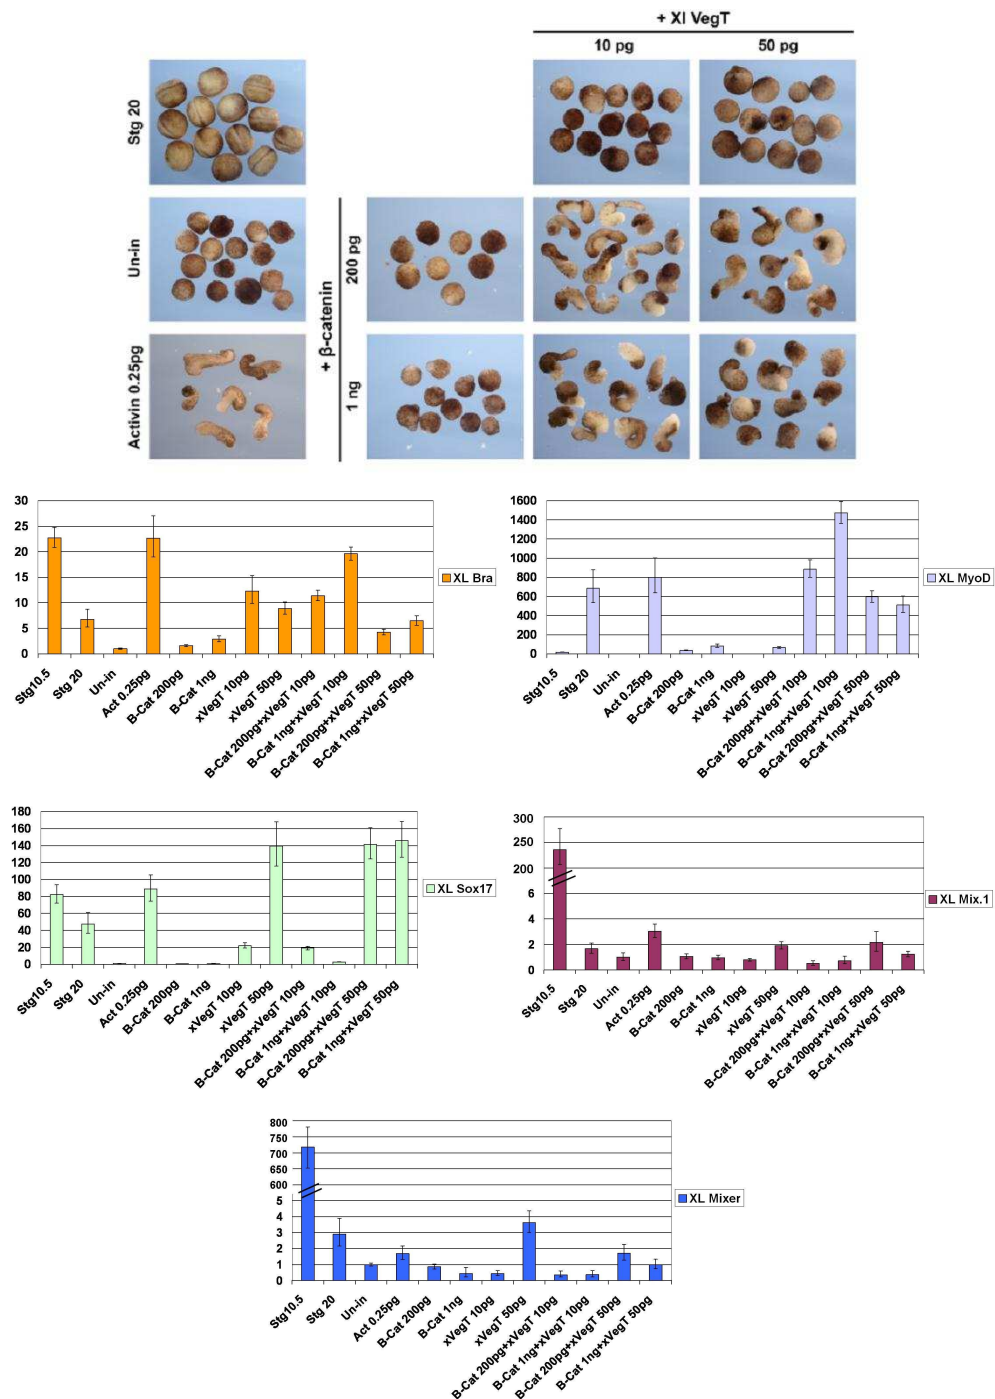 + Xl VegT
10 pg
50 pg
Stg 20
Un-in
Activin 0.25pg
+ β-catenin
200 pg
1 ng
30
25
20
15
10
5
0
Stg10.5
Stg 20
Un-in
Act 0.25pg
B-Cat 200pg
B-Cat 1ng
xVegT 10pg
xVegT 50pg
B-Cat 200pg+xVegT 10pg
B-Cat 1ng+xVegT 10pg
B-Cat 200pg+xVegT 50pg
B-Cat 1ng+xVegT 50pg
XL Bra
1600
1400
1200
1000
800
600
400
200
0
Stg10.5
Stg 20
Un-in
Act 0.25pg
B-Cat 200pg
B-Cat 1ng
xVegT 10pg
xVegT 50pg
B-Cat 200pg+xVegT 10pg
B-Cat 1ng+xVegT 10pg
B-Cat 200pg+xVegT 50pg
B-Cat 1ng+xVegT 50pg
XL MyoD
180
160
140
120
100
80
60
40
20
0
Stg10.5
Stg 20
Un-in
Act 0.25pg
B-Cat 200pg
B-Cat 1ng
xVegT 10pg
xVegT 50pg
B-Cat 200pg+xVegT 10pg
B-Cat 1ng+xVegT 10pg
B-Cat 200pg+xVegT 50pg
B-Cat 1ng+xVegT 50pg
XL Sox17
300
250
200
6
4
2
0
Stg10.5
Stg 20
Un-in
Act 0.25pg
B-Cat 200pg
B-Cat 1ng
xVegT 10pg
xVegT 50pg
B-Cat 200pg+xVegT 10pg
B-Cat 1ng+xVegT 10pg
B-Cat 200pg+xVegT 50pg
B-Cat 1ng+xVegT 50pg
XL Mix.1
800
750
700
650
600
5
4
3
2
1
0
Stg10.5
Stg 20
Un-in
Act 0.25pg
B-Cat 200pg
B-Cat 1ng
xVegT 10pg
xVegT 50pg
B-Cat 200pg+xVegT 10pg
B-Cat 1ng+xVegT 10pg
B-Cat 200pg+xVegT 50pg
B-Cat 1ng+xVegT 50pg
XL Mixer